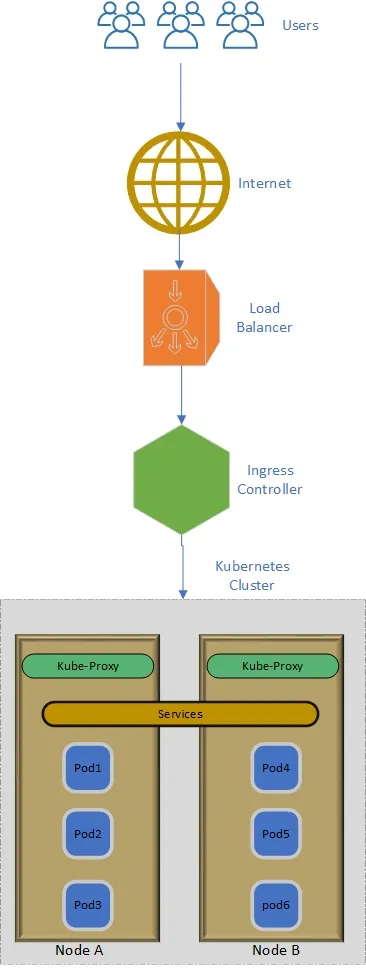 Users
Internet
Load
Balancer
Ingress
Controller
Kubernetes
Cluster
Kube-Proxy
Kube-Proxy
Services
Pod1
Pod4
Pod2
Pod5
Pod3
pod6
Node A
Node B